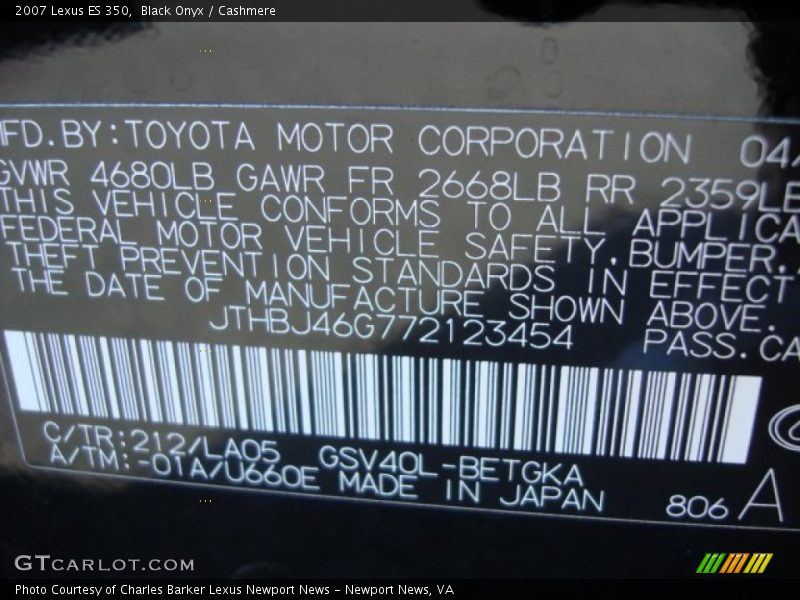 2007 Lexus ES 350, Black Onyx / Cashmere
MFD.BY:TOYOTA MOTOR CORPORATION 04/
GVWR 4680LB GAWR FR 2668LB RR 2359LB
THIS VEHICLE CONFORMS TO ALL APPLICA
FEDERAL MOTOR VEHICLE SAFETY,BUMPER,
THEFT PREVENTION STANDARDS IN EFFECT
THE DATE OF MANUFACTURE SHOWN ABOVE.
JTHBJ46G772123454 PASS.CA
C/TR:212/LA05 GSV40L-BETGKA
A/TM:-01A/U660E MADE IN JAPAN
806 A
GTCARLOT.COM
Photo Courtesy of Charles Barker Lexus Newport News - Newport News, VA